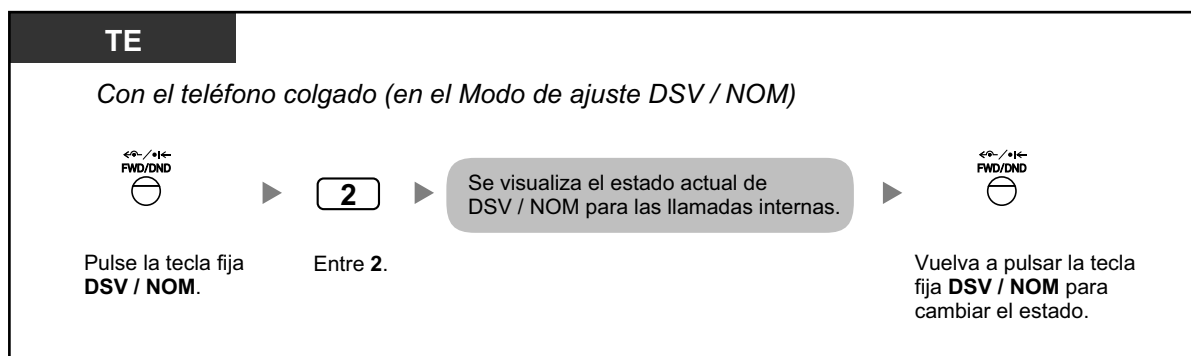 TE
Con el teléfono colgado (en el Modo de ajuste DSV / NOM)
FWD/DND
2
Se visualiza el estado actual de
DSV / NOM para las llamadas internas.
FWD/DND
Pulse la tecla fija
DSV / NOM.
Entre 2.
Vuelva a pulsar la tecla
fija DSV / NOM para
cambiar el estado.